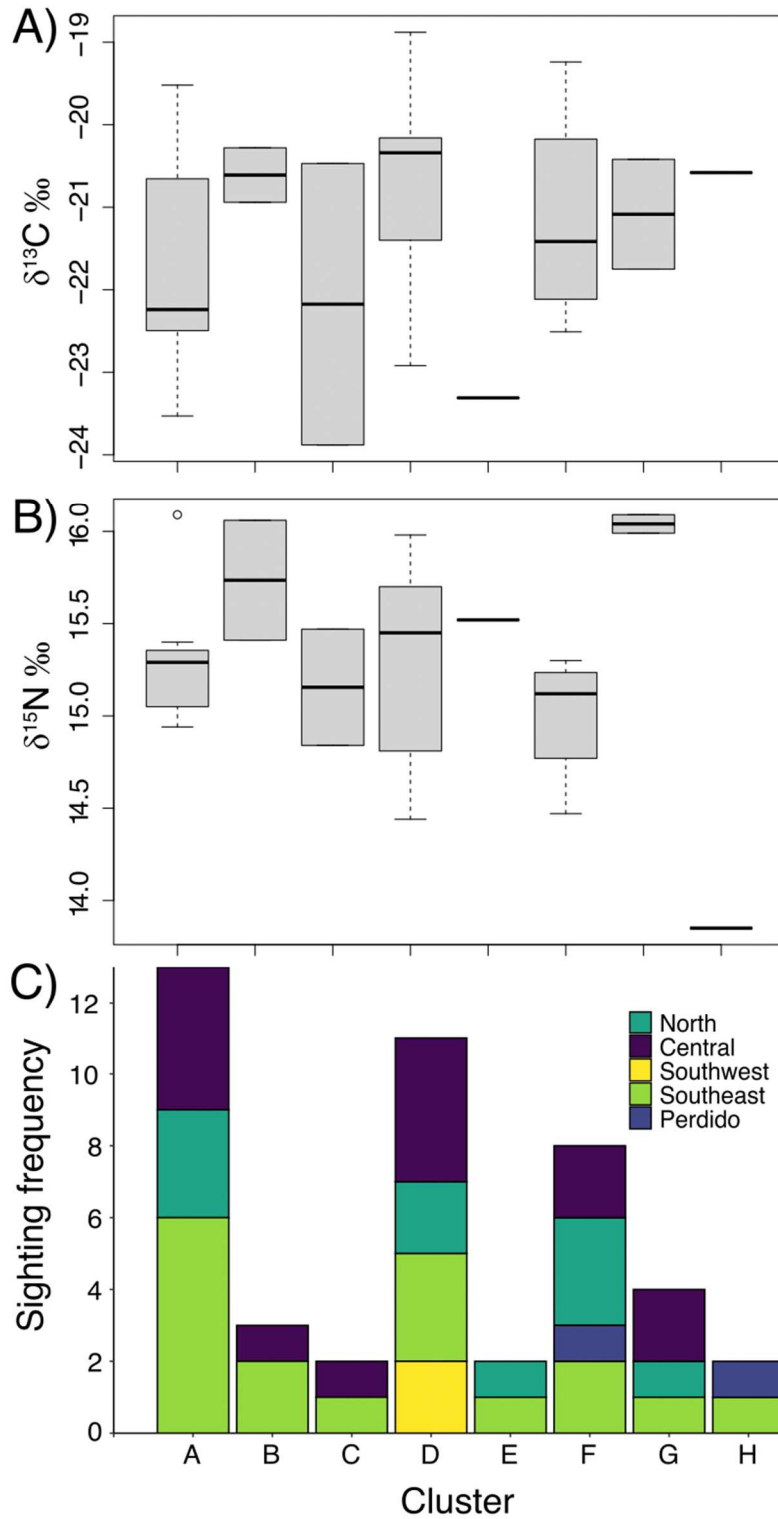 A)
−19
−20
−21
−22
−23
−24
δ¹³C ‰
B)
16.0
15.5
15.0
14.5
14.0
δ¹⁵N ‰
C)
12
10
8
6
4
2
0
Sighting frequency
North
Central
Southwest
Southeast
Perdido
A B C D E F G H
Cluster